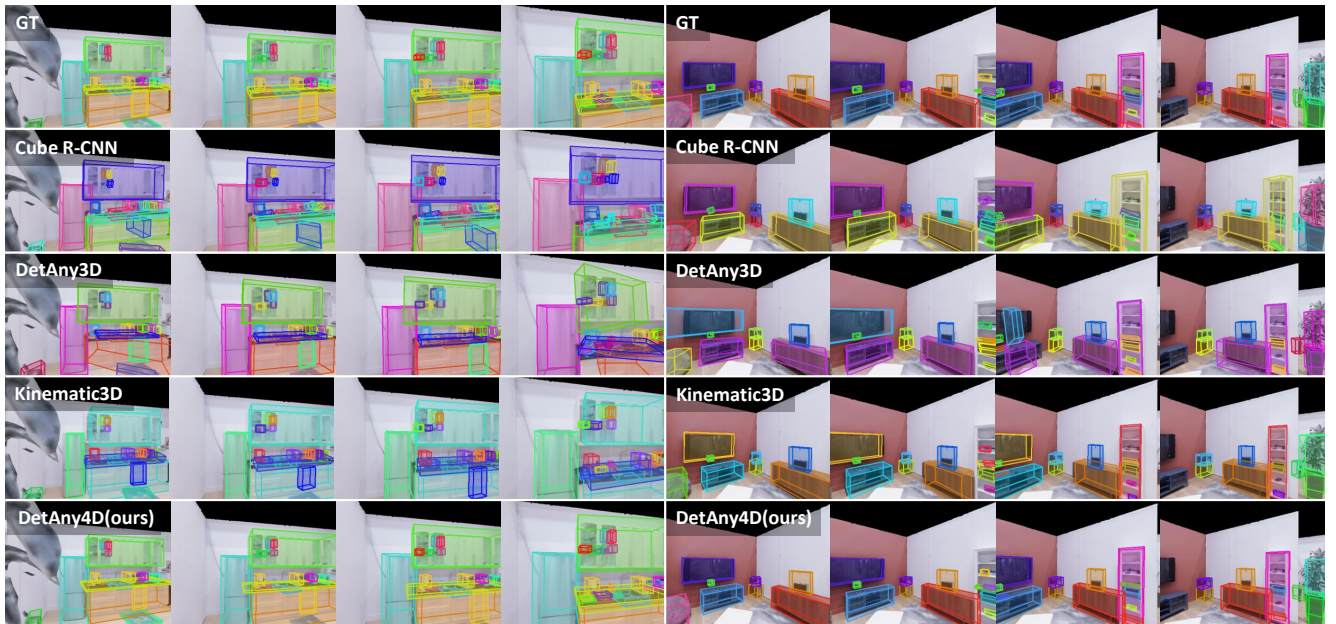 GT
GT
Cube R-CNN
Cube R-CNN
DetAny3D
DetAny3D
Kinematic3D
Kinematic3D
DetAny4D(ours)
DetAny4D(ours)